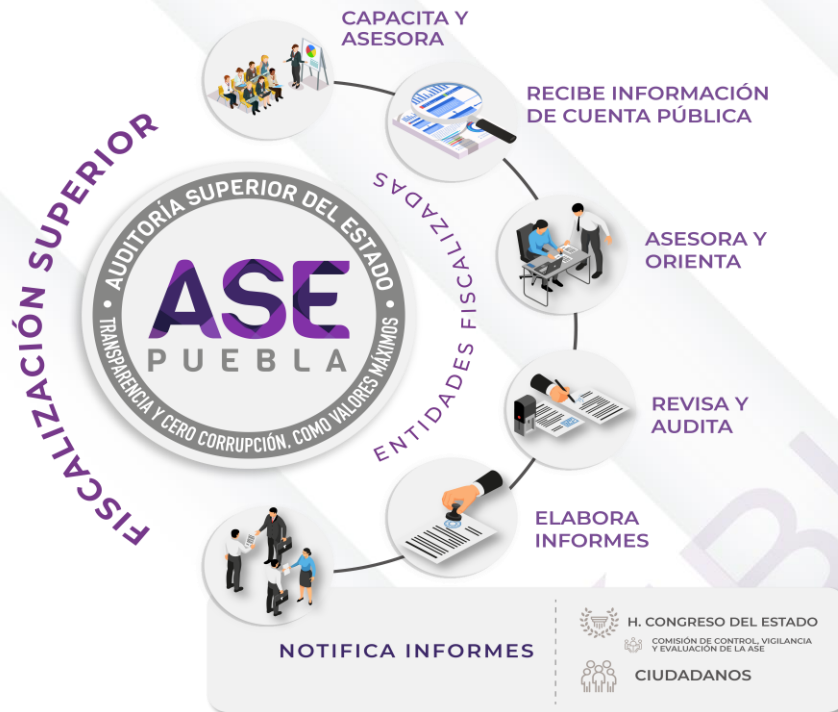 CAPACITA Y
ASESORA
RECIBE INFORMACIÓN
DE CUENTA PÚBLICA
ASESORA Y
ORIENTA
REVISA Y
AUDITA
ELABORA
INFORMES
NOTIFICA INFORMES
H. CONGRESO DEL ESTADO
COMISIÓN DE CONTROL, VIGILANCIA
Y EVALUACIÓN DE LA ASE
CIUDADANOS
FISCALIZACIÓN SUPERIOR
AUDITORÍA SUPERIOR DEL ESTADO
ASE
PUEBLA
TRANSPARENCIA Y CERO CORRUPCIÓN, COMO VALORES MÁXIMOS
ENTIDADES FISCALIZADAS